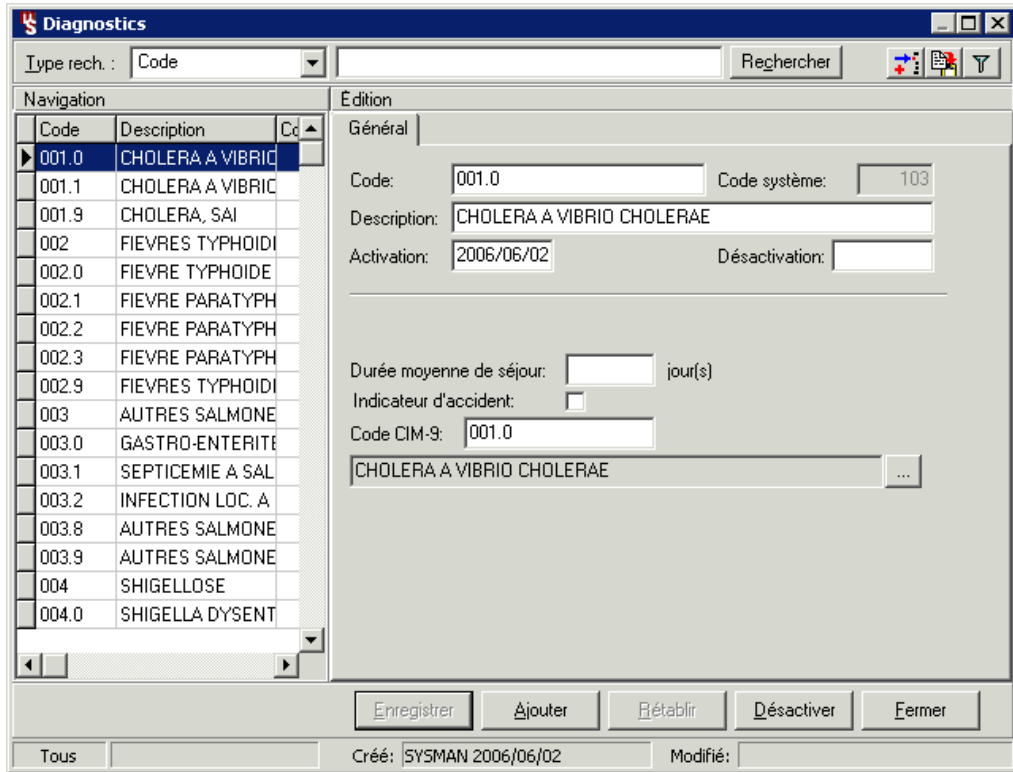 Diagnostics
Type rech. : Code Rechercher
Navigation
Édition
Code Description Co
001.0 CHOLERA A VIBRIO
001.1 CHOLERA A VIBRIO
001.9 CHOLERA, SAI
002 FIEVRES TYPHOIDI
002.0 FIEVRE TYPHOIDE
002.1 FIEVRE PARATYPH
002.2 FIEVRE PARATYPH
002.3 FIEVRE PARATYPH
002.9 FIEVRES TYPHOIDI
003 AUTRES SALMONE
003.0 GASTRO-ENTERITE
003.1 SEPTICEMIE A SAL
003.2 INFECTION LOC. A
003.8 AUTRES SALMONE
003.9 AUTRES SALMONE
004 SHIGELLOSE
004.0 SHIGELLA DYSENT
Général
Code: 001.0 Code système: 103
Description: CHOLERA A VIBRIO CHOLERAE
Activation: 2006/06/02 Désactivation:
Durée moyenne de séjour: jour(s)
Indicateur d'accident:
Code CIM-9: 001.0
CHOLERA A VIBRIO CHOLERAE ...
Enregistrer Ajouter Rétablir Désactiver Fermer
Tous Créé: SYSMAN 2006/06/02 Modifié: